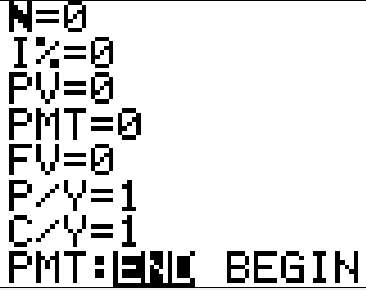 N=0
I%=0
PV=0
PMT=0
FV=0
P/Y=1
C/Y=1
PMT:END BEGIN